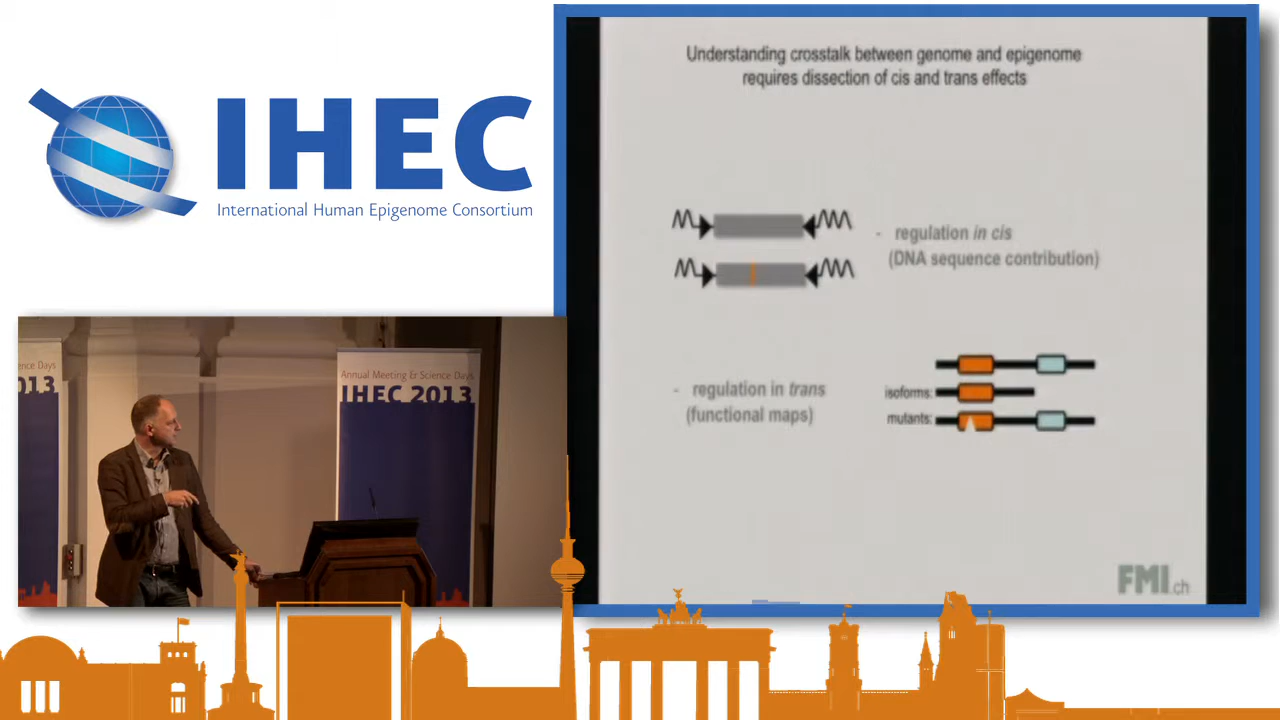 IHEC
International Human Epigenome Consortium
Understanding crosstalk between genome and epigenome
requires dissection of cis and trans effects
- regulation in cis
(DNA sequence contribution)
- regulation in trans
(functional maps)
isoforms:
mutants:
FMI.ch
ence Days
2013
Annual Meeting & Science Days
IHEC 2013